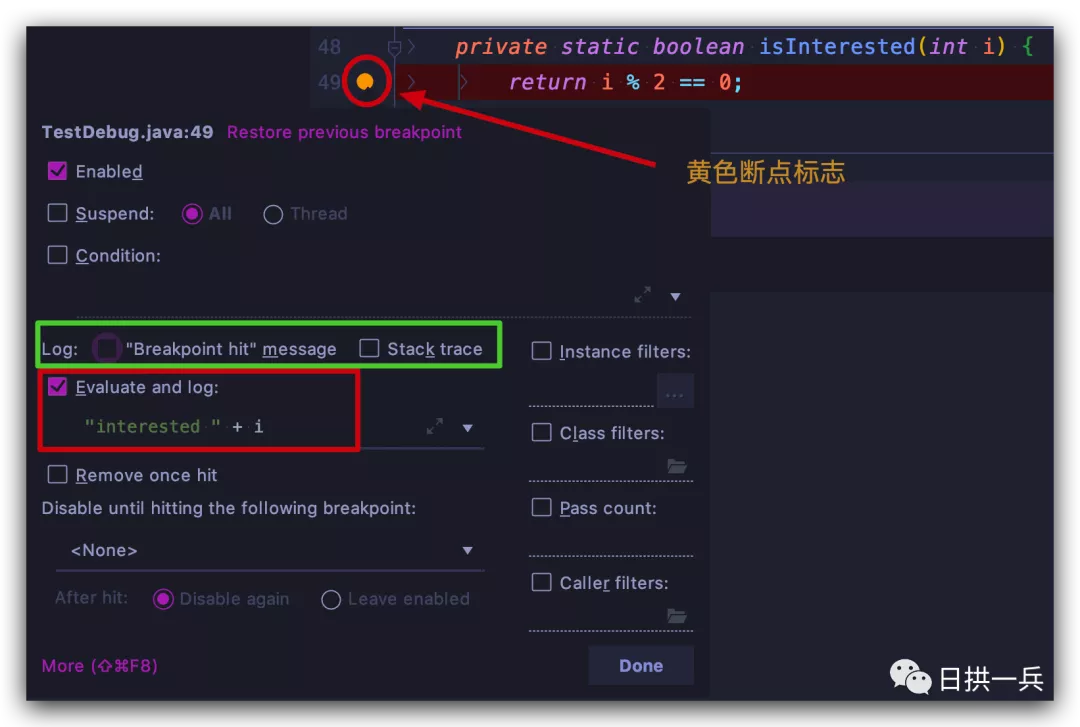 48 private static boolean isInterested(int i) {
49 return i % 2 == 0;
TestDebug.java:49 Restore previous breakpoint
黄色断点标志
Enabled
Suspend: All Thread
Condition:
Log: "Breakpoint hit" message Stack trace
Instance filters:
Evaluate and log:
...
"interested " + i
Class filters:
Remove once hit
Disable until hitting the following breakpoint:
Pass count:
<None>
Caller filters:
After hit: Disable again Leave enabled
More (⇧⌘F8)
Done
日拱一兵